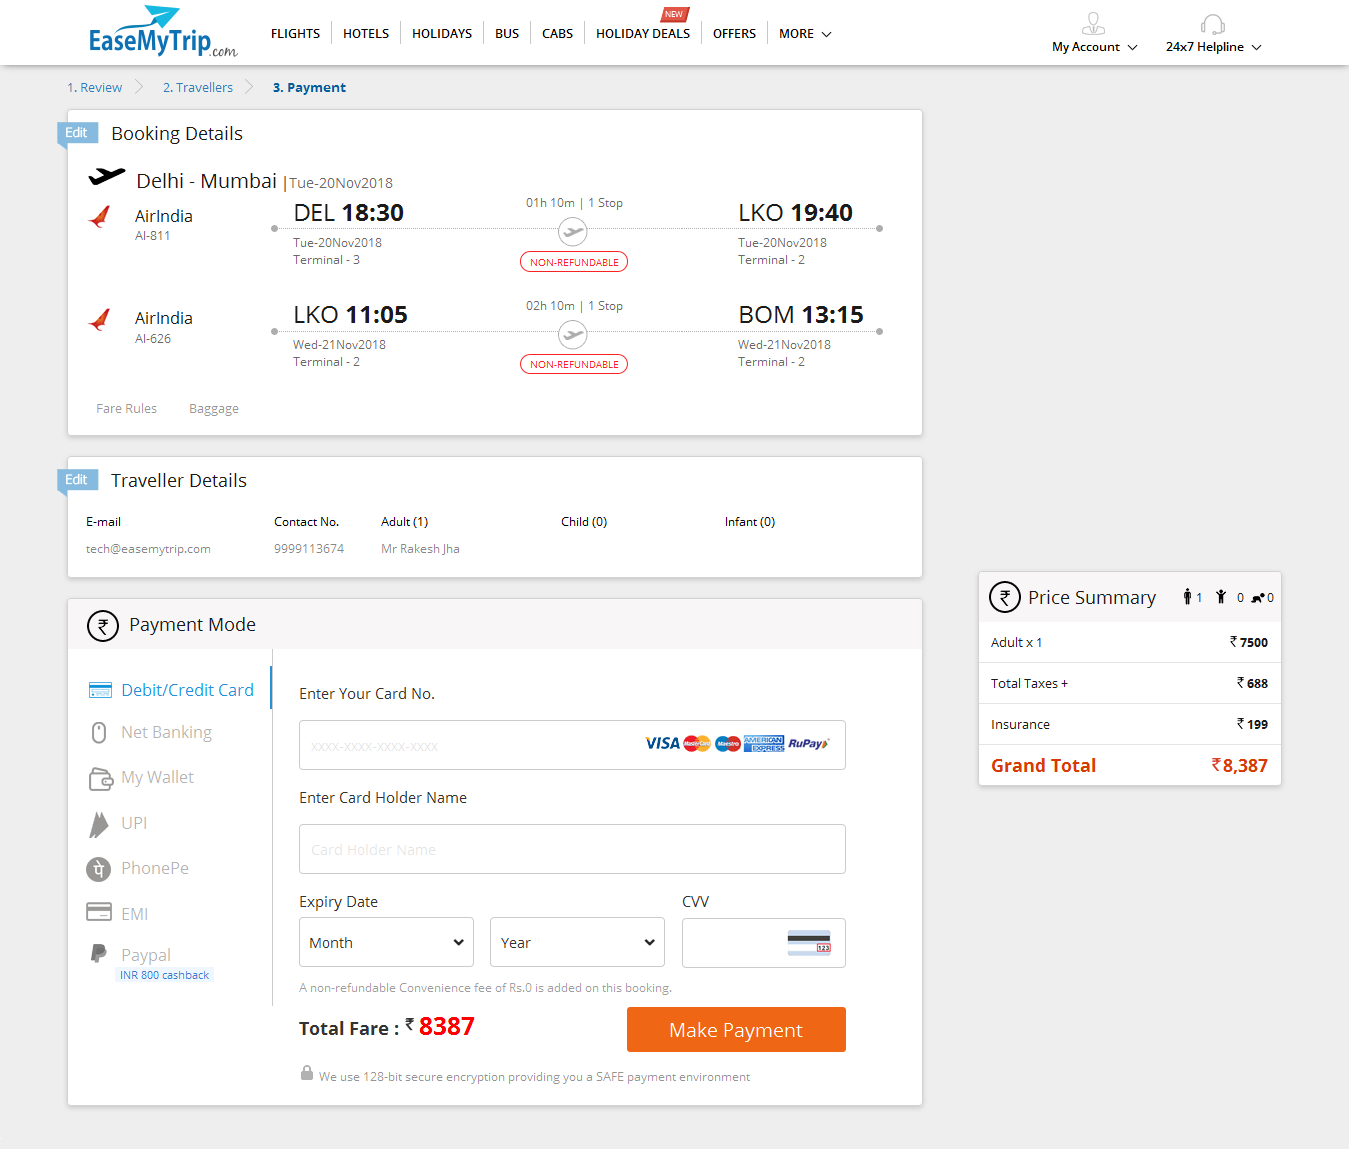 EaseMyTrip.com
FLIGHTS HOTELS HOLIDAYS BUS CABS HOLIDAY DEALS OFFERS MORE
NEW
My Account 24x7 Helpline
1. Review 2. Travellers 3. Payment
Edit Booking Details
Delhi - Mumbai |Tue-20Nov2018
AirIndia
AI-811
DEL 18:30
Tue-20Nov2018
Terminal - 3
01h 10m | 1 Stop
NON-REFUNDABLE
LKO 19:40
Tue-20Nov2018
Terminal - 2
AirIndia
AI-626
LKO 11:05
Wed-21Nov2018
Terminal - 2
02h 10m | 1 Stop
NON-REFUNDABLE
BOM 13:15
Wed-21Nov2018
Terminal - 2
Fare Rules Baggage
Edit Traveller Details
E-mail Contact No. Adult (1) Child (0) Infant (0)
tech@easemytrip.com 9999113674 Mr Rakesh Jha
₹ Payment Mode
Debit/Credit Card
Net Banking
My Wallet
UPI
पे PhonePe
EMI
Paypal
INR 800 cashback
Enter Your Card No.
xxxx-xxxx-xxxx-xxxx VISA MasterCard Maestro AMERICAN EXPRESS RuPay
Enter Card Holder Name
Card Holder Name
Expiry Date CVV
Month Year 123
A non-refundable Convenience fee of Rs.0 is added on this booking.
Total Fare : ₹ 8387 Make Payment
We use 128-bit secure encryption providing you a SAFE payment environment
₹ Price Summary 1 0 0
Adult x 1 ₹ 7500
Total Taxes + ₹ 688
Insurance ₹ 199
Grand Total ₹8,387